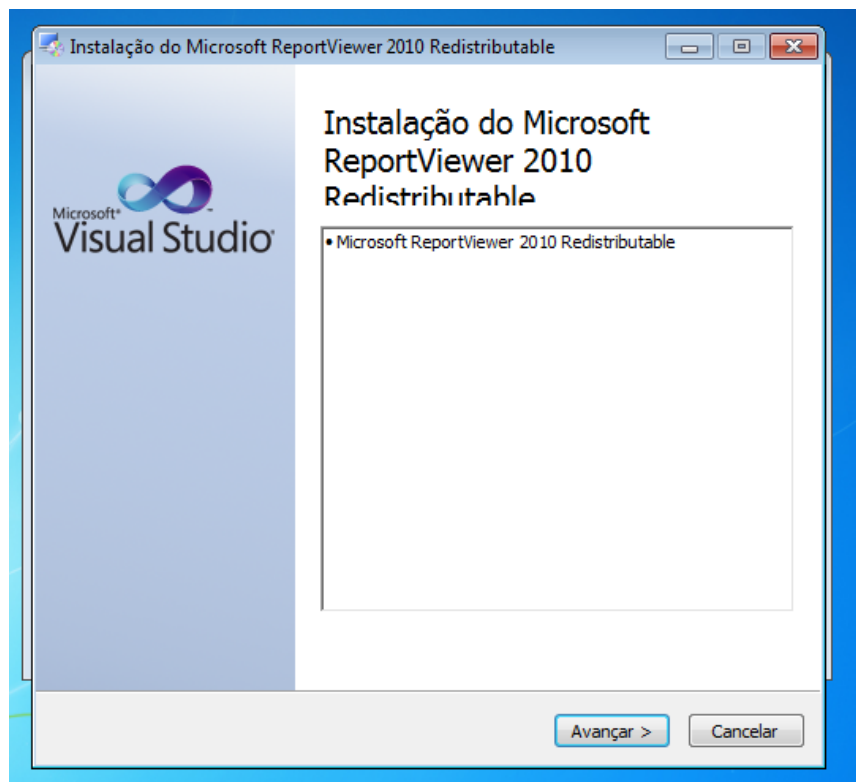 Instalação do Microsoft ReportViewer 2010 Redistributable
Instalação do Microsoft
ReportViewer 2010
Redistributable
Microsoft®
Visual Studio®
• Microsoft ReportViewer 2010 Redistributable
Avançar >
Cancelar